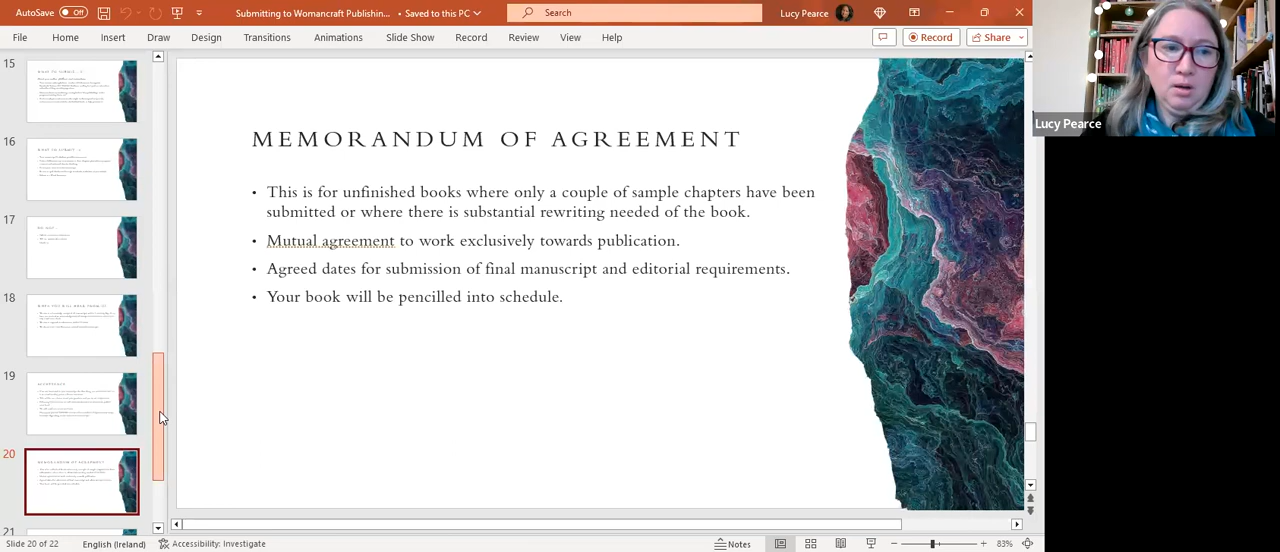 AutoSave Off
Submitting to Womancraft Publishin... • Saved to this PC
Search
Lucy Pearce
File Home Insert Draw Design Transitions Animations Slide Show Record Review View Help
Record
Share
Lucy Pearce
15
16
17
18
19
20
21
MEMORANDUM OF AGREEMENT
• This is for unfinished books where only a couple of sample chapters have been
submitted or where there is substantial rewriting needed of the book.
• Mutual agreement to work exclusively towards publication.
• Agreed dates for submission of final manuscript and editorial requirements.
• Your book will be pencilled into schedule.
Slide 20 of 22
English (Ireland)
Accessibility: Investigate
Notes
83%